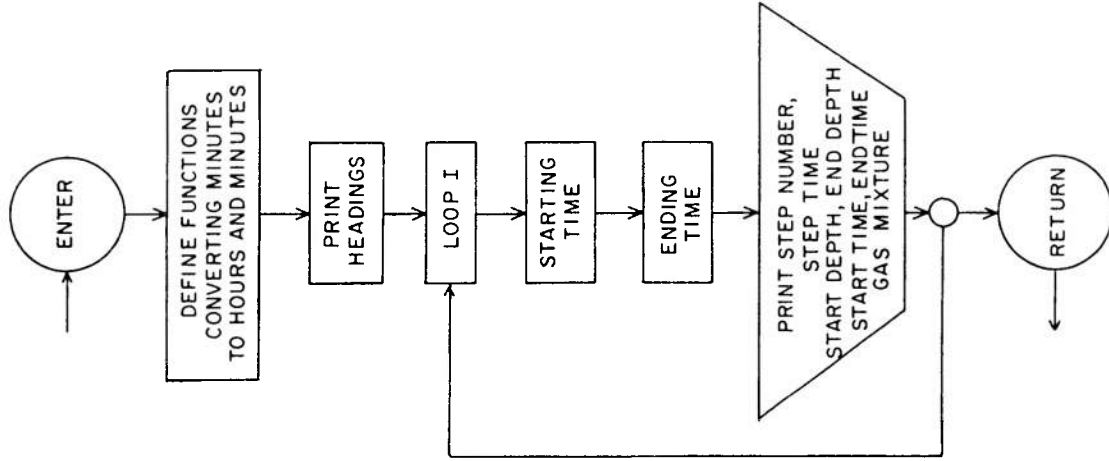 ENTER
DEFINE FUNCTIONS
CONVERTING MINUTES
TO HOURS AND MINUTES
PRINT
HEADINGS
LOOP I
STARTING
TIME
ENDING
TIME
PRINT STEP NUMBER,
STEP TIME
START DEPTH, END DEPTH
START TIME, ENDTIME
GAS MIXTURE
RETURN